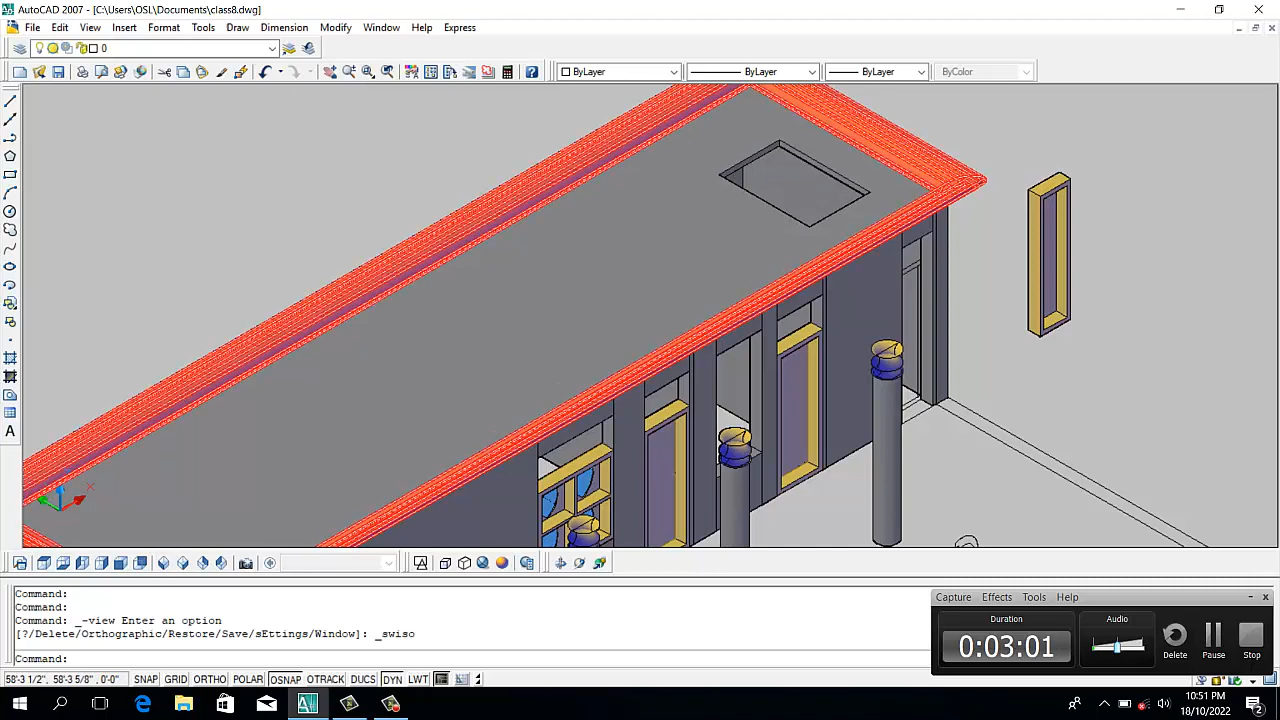 AutoCAD 2007 - [C:\Users\OSL\Documents\class8.dwg]
File Edit View Insert Format Tools Draw Dimension Modify Window Help Express
0
ByLayer ByLayer ByLayer ByColor
A
Command:
Command:
Command: _-view Enter an option
[?/Delete/Orthographic/Restore/Save/sEttings/Window]: _swiso
Command:
Capture Effects Tools Help
Duration Audio
0:03:01
Delete Pause Stop
58'-3 1/2", 58'-3 5/8", 0'-0" SNAP GRID ORTHO POLAR OSNAP OTRACK DUCS DYN LWT
10:51 PM
18/10/2022
2